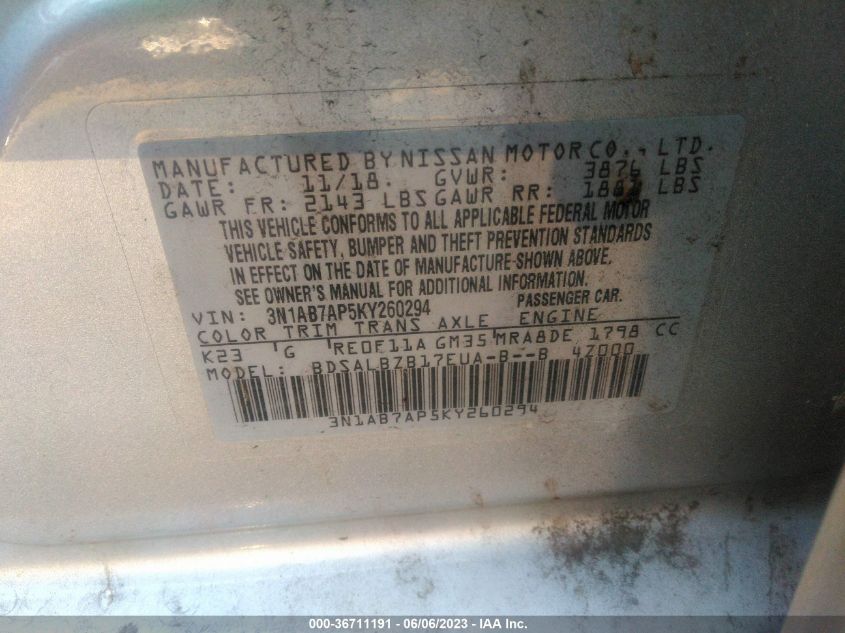 MANUFACTURED BY NISSAN MOTOR CO., LTD.
DATE: 11/18. GVWR: 3876 LBS
GAWR FR: 2143 LBS GAWR RR: LBS
THIS VEHICLE CONFORMS TO ALL APPLICABLE FEDERAL MOTOR
VEHICLE SAFETY, BUMPER AND THEFT PREVENTION STANDARDS
IN EFFECT ON THE DATE OF MANUFACTURE SHOWN ABOVE.
SEE OWNER'S MANUAL FOR ADDITIONAL INFORMATION.
VIN: 3N1AB7AP5KY260294 PASSENGER CAR.
COLOR TRIM TRANS AXLE ENGINE
K23 G RE0F11A GM35 MRA8DE 1798 CC
MODEL: BDSALBZB17EUA-B--B 4Z000
3N1AB7AP5KY260294
000-36711191 - 06/06/2023 - IAA Inc.